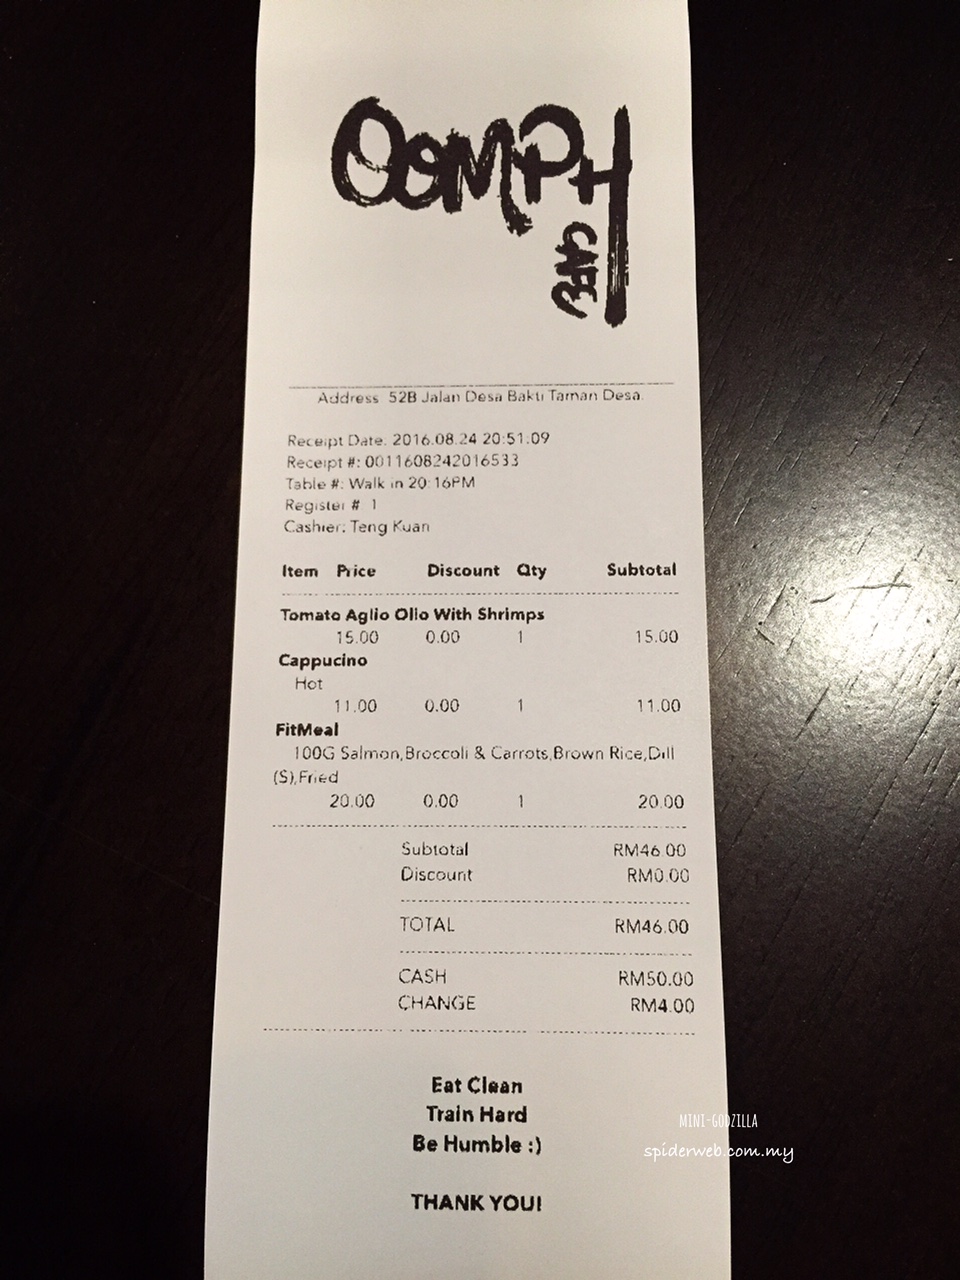 OOMPH
CAFE
Address 52B Jalan Desa Bakti Taman Desa.
Receipt Date: 2016.08.24 20:51:09
Receipt #: 0011608242016533
Table #: Walk in 20:16PM
Register # 1
Cashier: Teng Kuan
Item Price Discount Qty Subtotal
Tomato Aglio Olio With Shrimps
15.00 0.00 1 15.00
Cappucino
Hot
11.00 0.00 1 11.00
FitMeal
100G Salmon,Broccoli & Carrots,Brown Rice,Dill
(S),Fried
20.00 0.00 1 20.00
Subtotal RM46.00
Discount RM0.00
TOTAL RM46.00
CASH RM50.00
CHANGE RM4.00
Eat Clean
Train Hard
Be Humble :)
THANK YOU!
MINI-GODZILLA
spiderweb.com.my